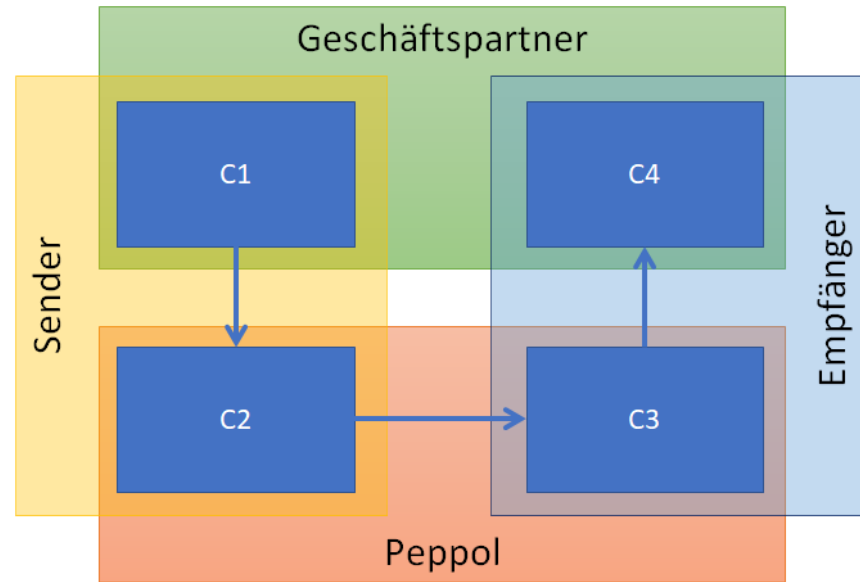 Geschäftspartner
C1
C4
Sender
Empfänger
C2
C3
Peppol